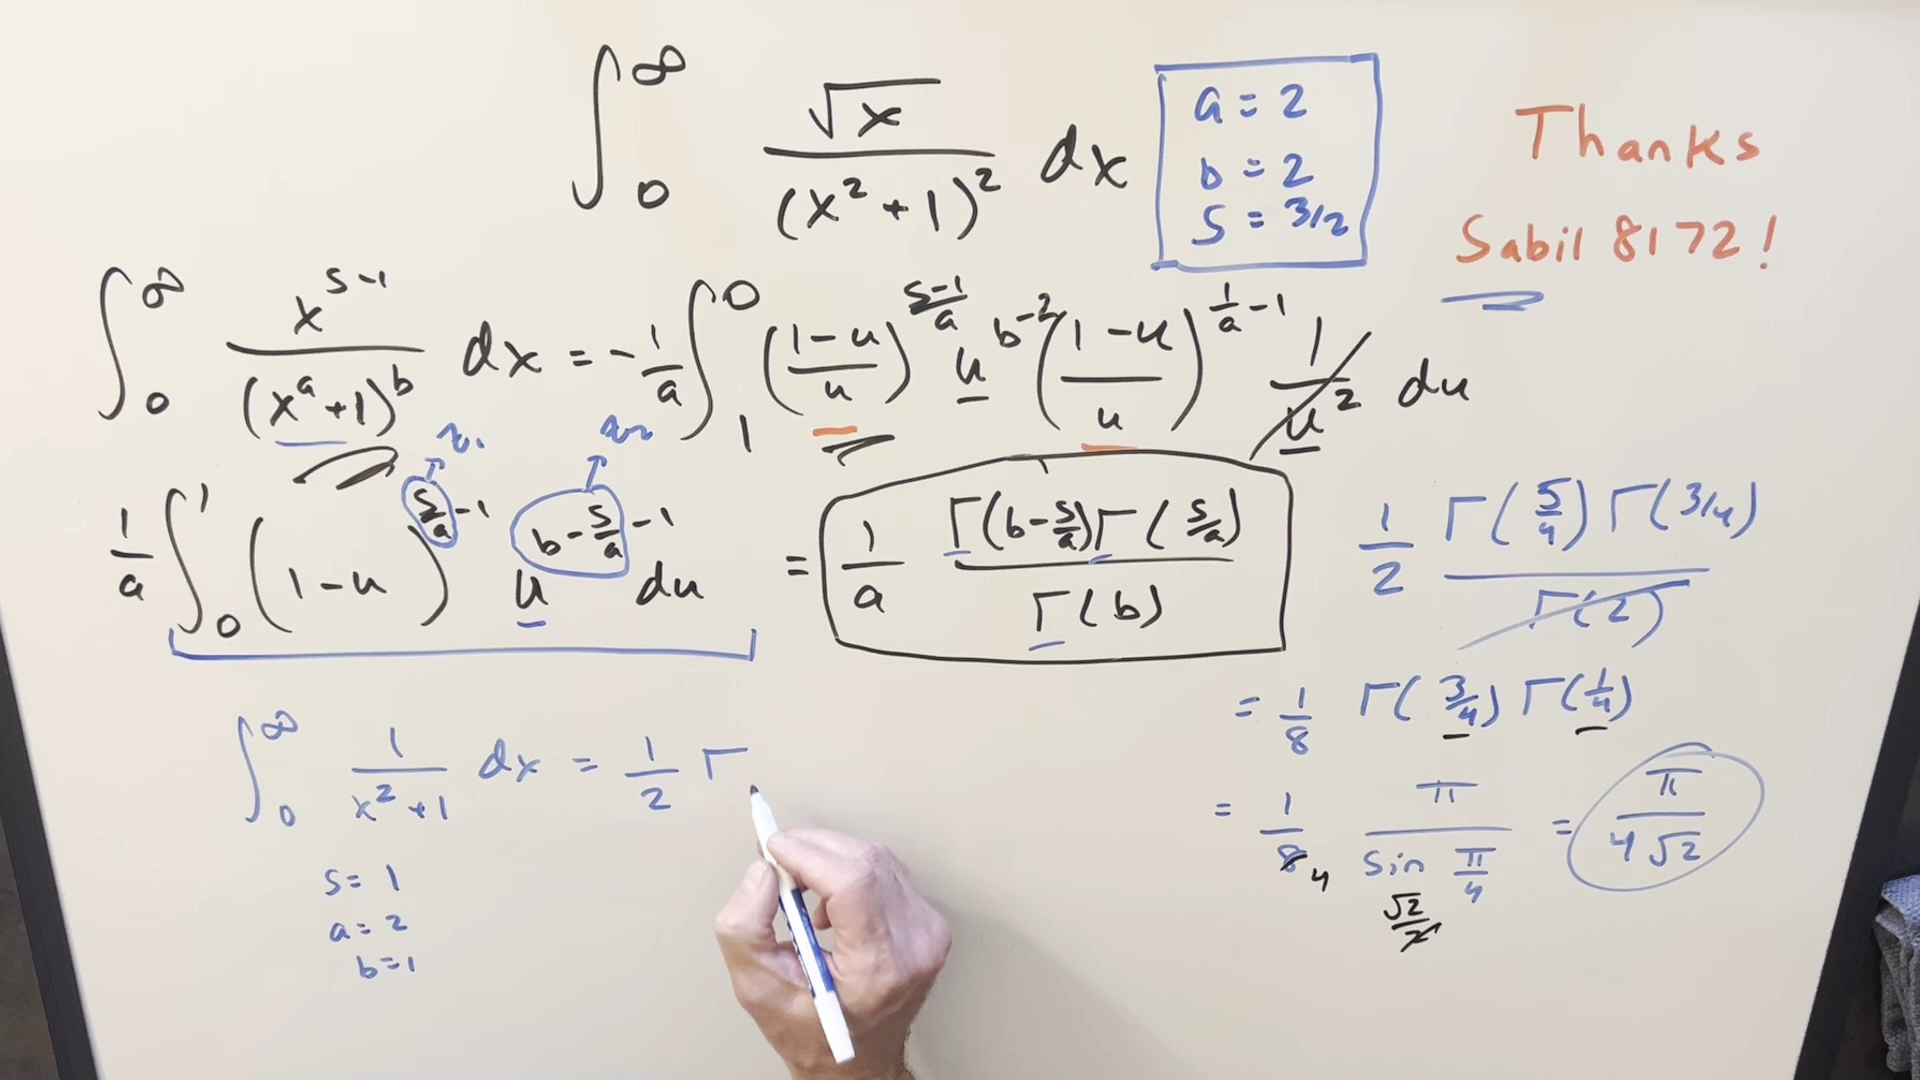 ∫₀^∞ √x / (x² + 1)² dx
a = 2
b = 2
s = 3/2
Thanks
Sabil 8172!
∫₀^∞ x^(s-1) / (x^a + 1)^b dx = -1/a ∫₁^0 ((1-u)/u)^((s-1)/a) u^(b-2) ((1-u)/u)^(1/a - 1) 1/u² du
z₁ z₂
1/a ∫₀^1 (1-u)^(s/a - 1) u^(b - s/a - 1) du = 1/a Γ(b - s/a) Γ(s/a) / Γ(b)
1/2 Γ(5/4) Γ(3/4) / Γ(2)
= 1/8 Γ(3/4) Γ(1/4)
= 1/8 4 π / sin π/4 = π / 4√2
√2/2
∫₀^∞ 1 / (x² + 1) dx = 1/2 Γ
s = 1
a = 2
b = 1